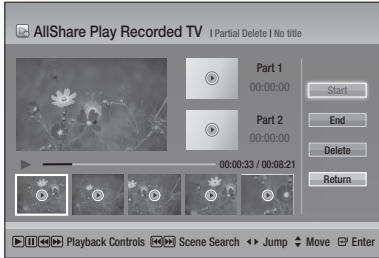 AllShare Play Recorded TV | Partial Delete | No title
Part 1
00:00:00
Part 2
00:00:00
Start
End
Delete
Return
00:00:33 / 00:08:21
Playback Controls Scene Search Jump Move Enter